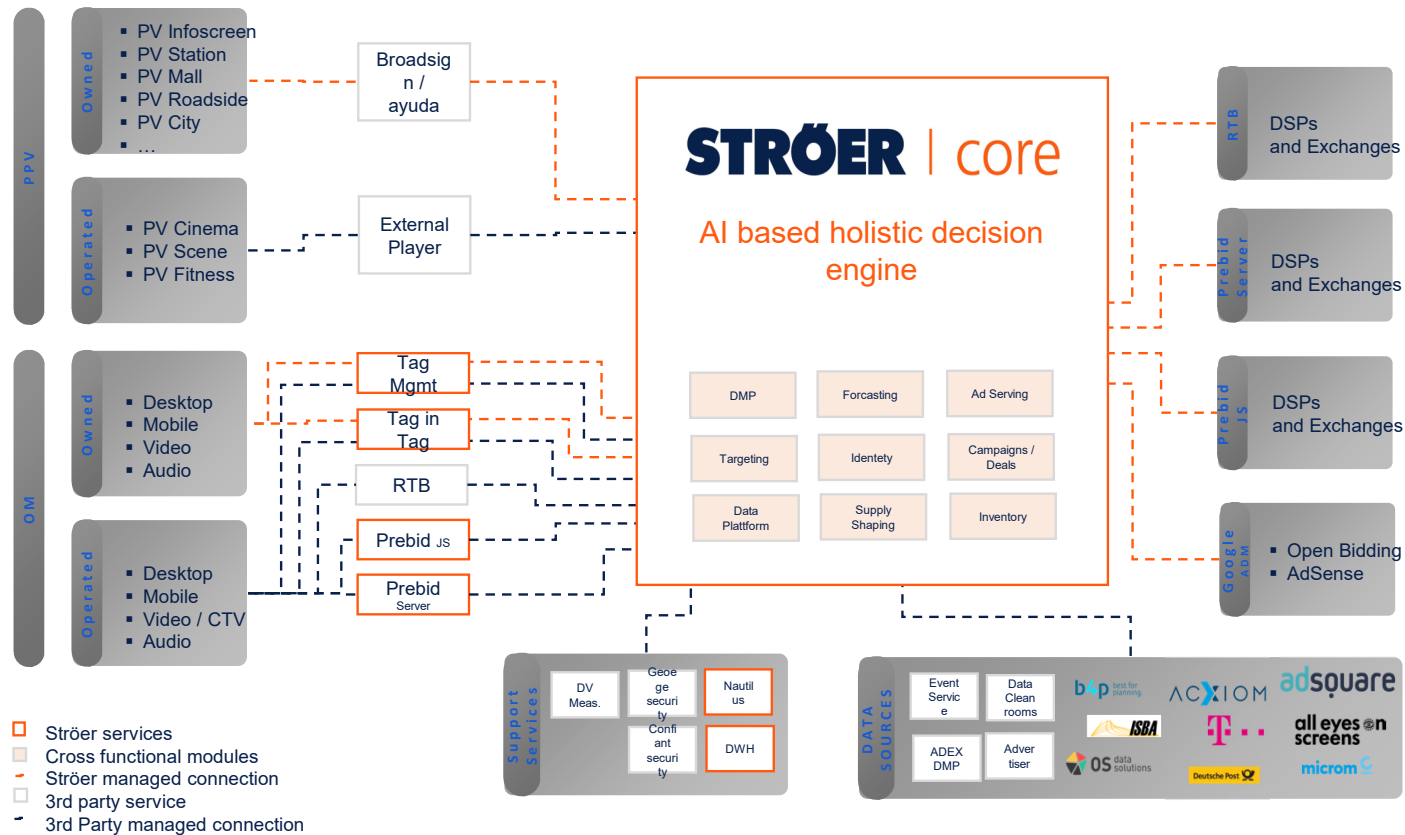 PPV
Owned
▪ PV Infoscreen
▪ PV Station
▪ PV Mall
▪ PV Roadside
▪ PV City
▪ ...
Broadsig
n /
ayuda
Operated
▪ PV Cinema
▪ PV Scene
▪ PV Fitness
External
Player
OM
Owned
▪ Desktop
▪ Mobile
▪ Video
▪ Audio
Operated
▪ Desktop
▪ Mobile
▪ Video / CTV
▪ Audio
Tag
Mgmt
Tag in
Tag
RTB
Prebid JS
Prebid
Server
STRÖER | core
AI based holistic decision
engine
DMP
Forcasting
Ad Serving
Targeting
Identety
Campaigns /
Deals
Data
Plattform
Supply
Shaping
Inventory
RTB
DSPs
and Exchanges
Prebid
Server
DSPs
and Exchanges
Prebid
JS
DSPs
and Exchanges
Google
ADM
▪ Open Bidding
▪ AdSense
Support
Services
DV
Meas.
Geoe
ge
securi
ty
Nautil
us
Confi
ant
securi
ty
DWH
DATA
SOURCES
Event
Servic
e
Data
Clean
rooms
ADEX
DMP
Adver
tiser
b4p best for
planning.
ACXIOM
adsquare
ISBA
T
all eyes on
screens
OS data
solutions
Deutsche Post
microm
Ströer services
Cross functional modules
Ströer managed connection
3rd party service
3rd Party managed connection